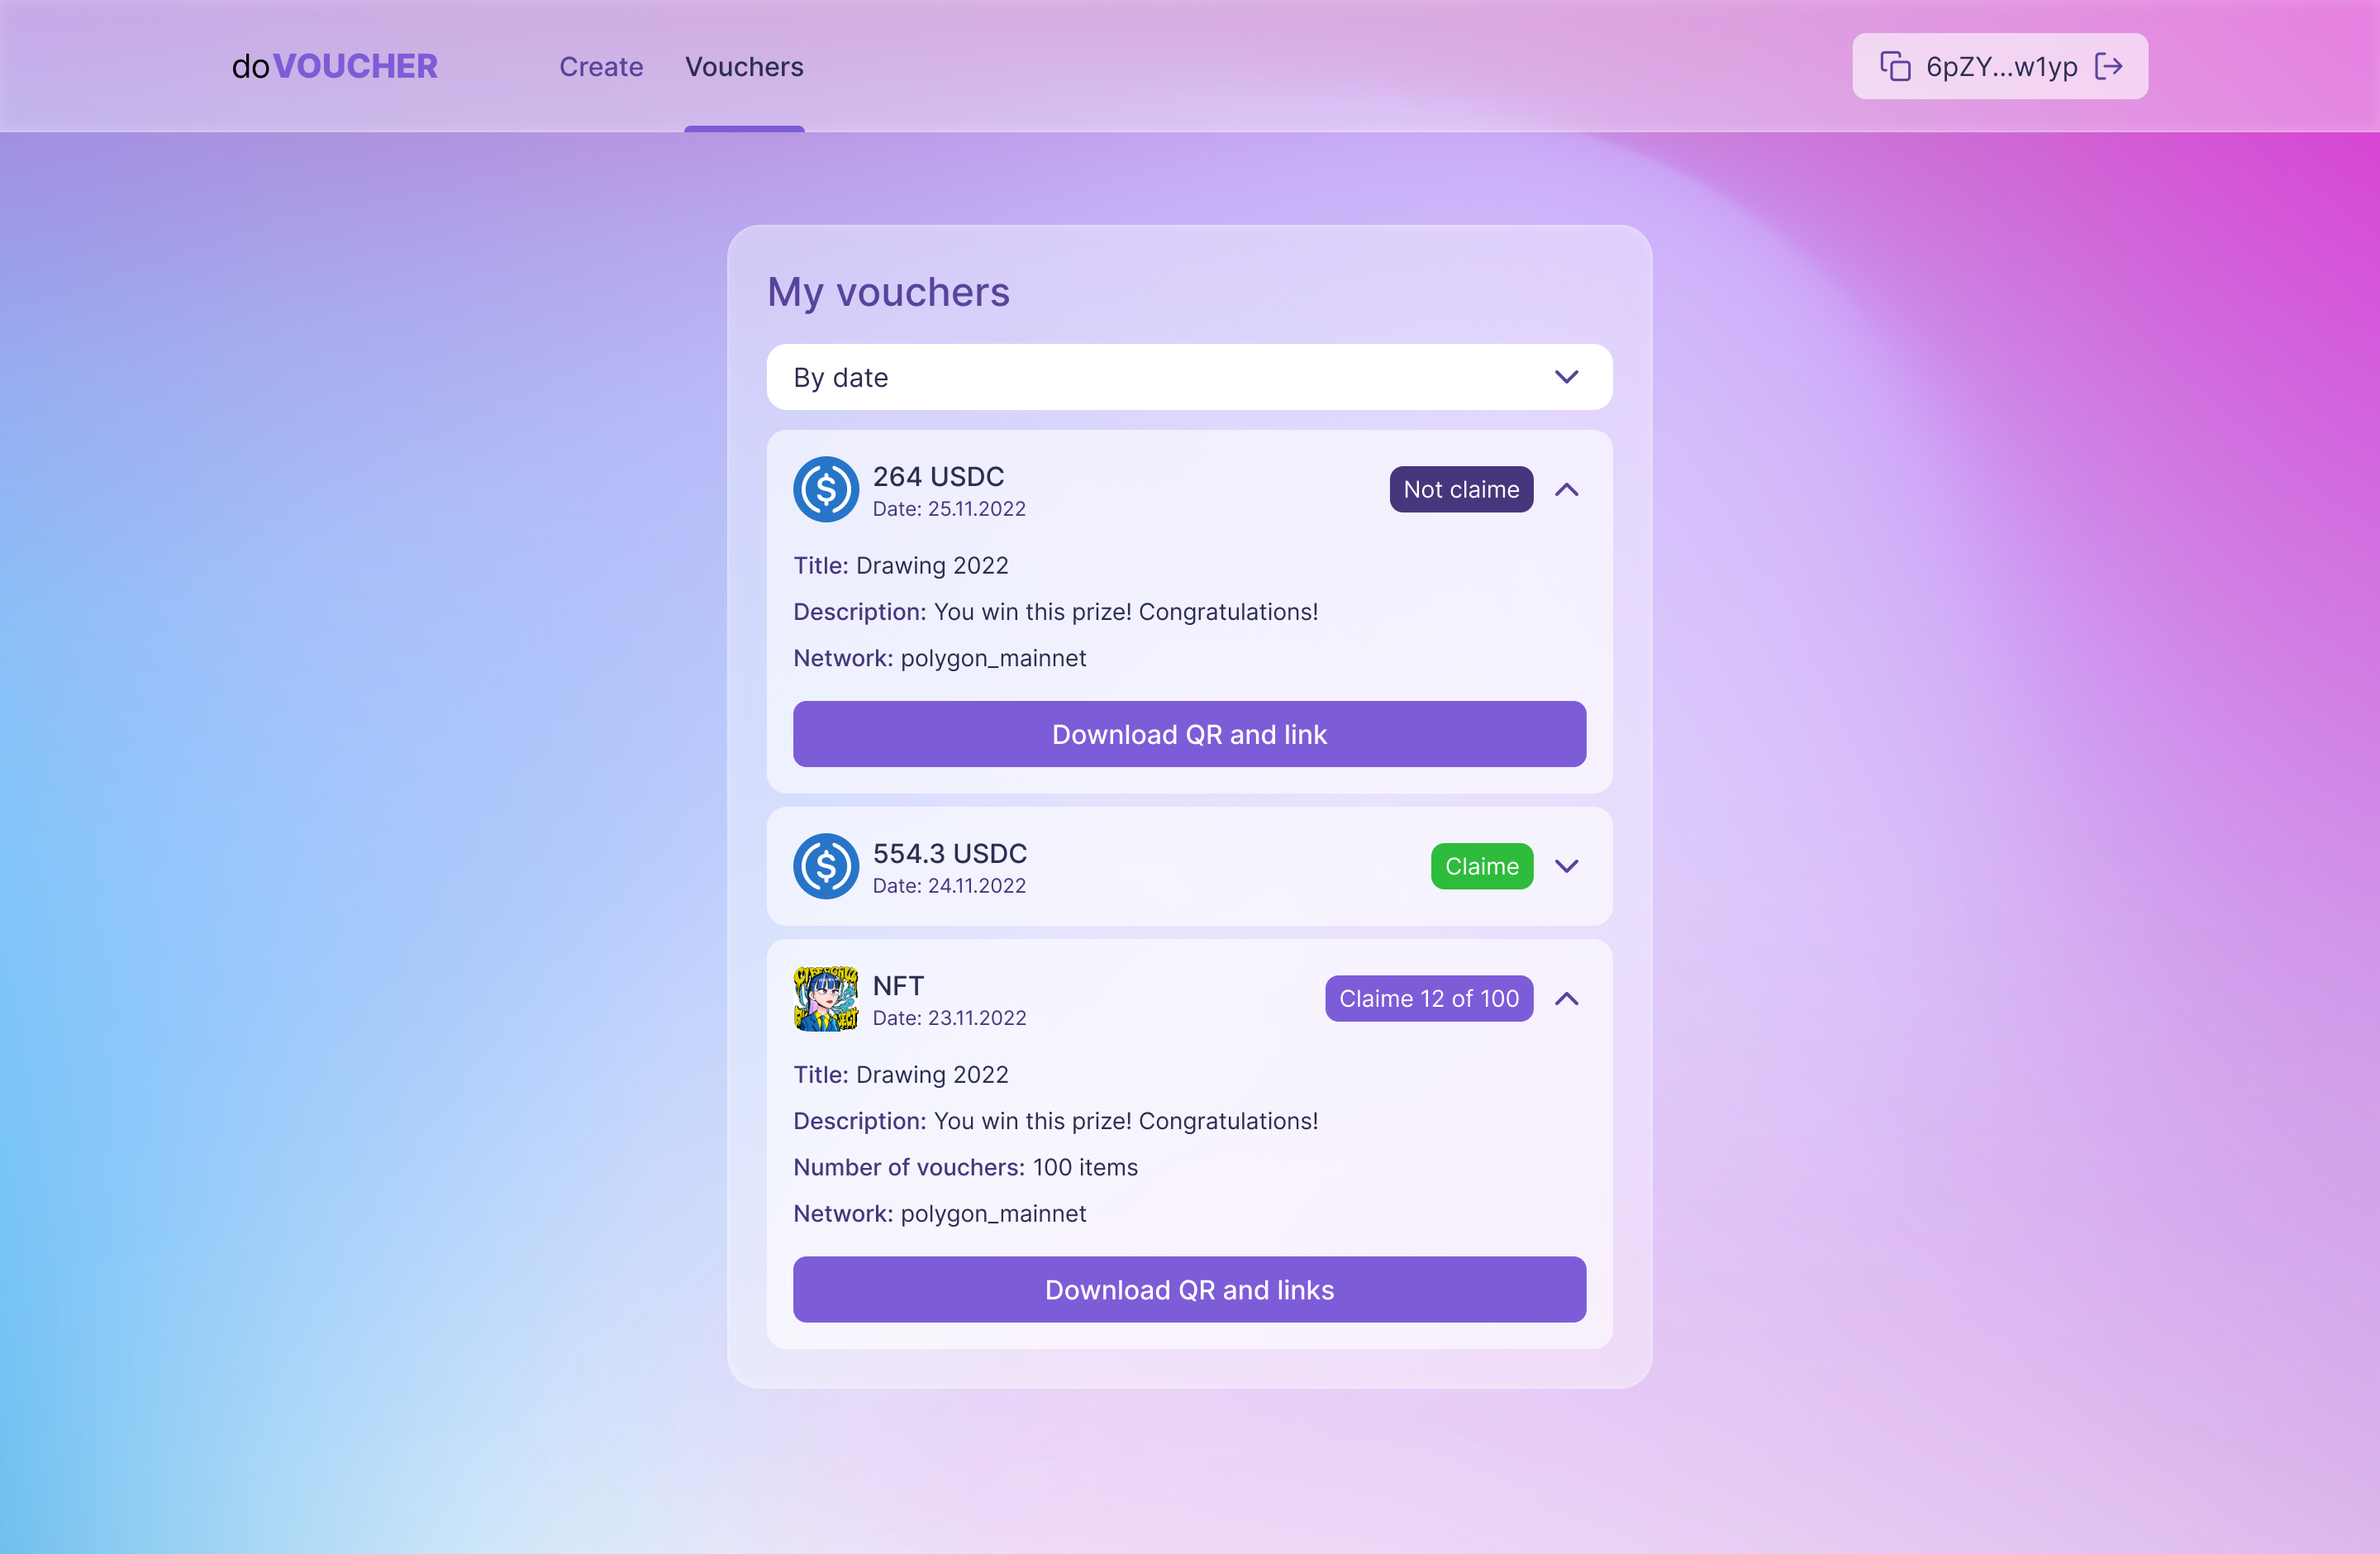 doVOUCHER
Create
Vouchers
6pZY...w1yp
My vouchers
By date
264 USDC
Date: 25.11.2022
Not claime
Title: Drawing 2022
Description: You win this prize! Congratulations!
Network: polygon_mainnet
Download QR and link
554.3 USDC
Date: 24.11.2022
Claime
NFT
Date: 23.11.2022
Claime 12 of 100
Title: Drawing 2022
Description: You win this prize! Congratulations!
Number of vouchers: 100 items
Network: polygon_mainnet
Download QR and links